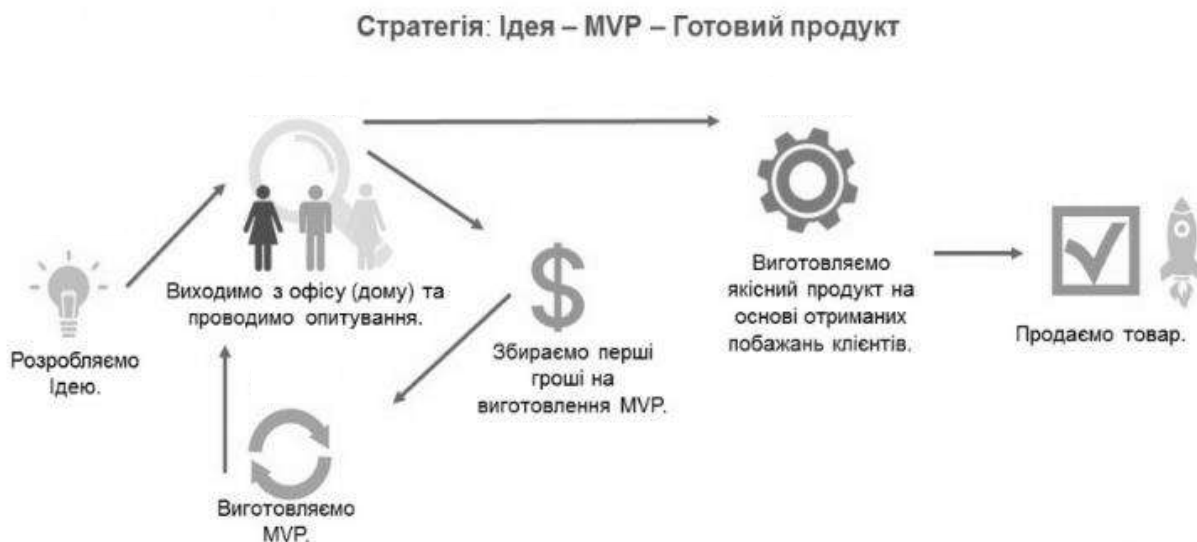 Стратегія: Ідея – MVP – Готовий продукт
Розробляємо
Ідею.
Виходимо з офісу (дому) та
проводимо опитування.
Збираємо перші
гроші на
виготовлення MVP.
Виготовляємо
MVP.
Виготовляємо
якісний продукт на
основі отриманих
побажань клієнтів.
Продаємо товар.